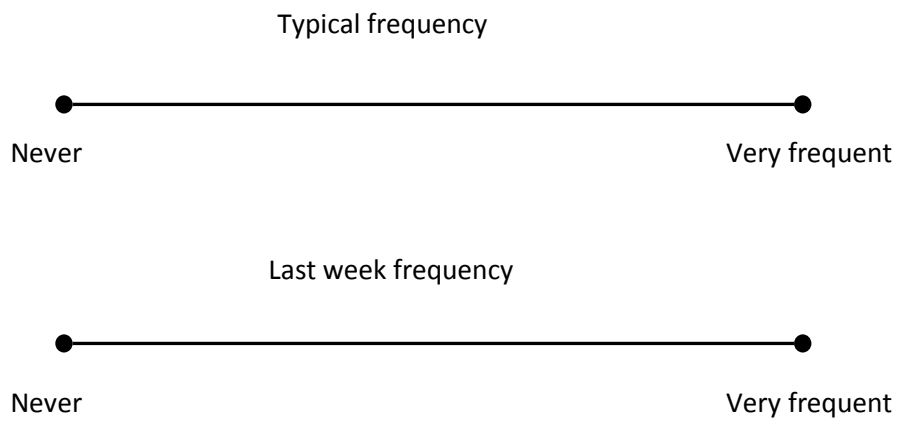 Typical frequency
Never Very frequent
Last week frequency
Never Very frequent